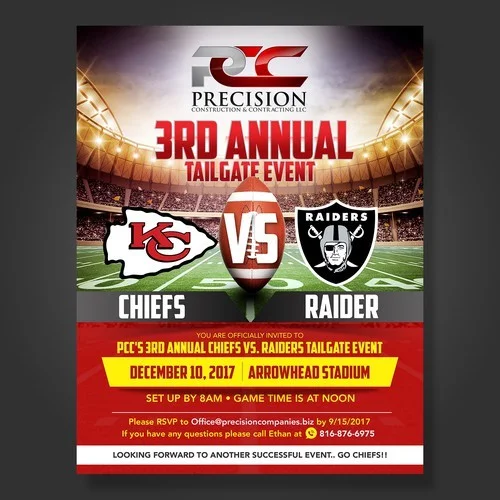 PCC
PRECISION
CONSTRUCTION & CONTRACTING LLC
3RD ANNUAL
TAILGATE EVENT
KC
VS
RAIDERS
CHIEFS
RAIDER
YOU ARE OFFICIALLY INVITED TO
PCC'S 3RD ANNUAL CHIEFS VS. RAIDERS TAILGATE EVENT
DECEMBER 10, 2017 | ARROWHEAD STADIUM
SET UP BY 8AM • GAME TIME IS AT NOON
Please RSVP to Office@precisioncompanies.biz by 9/15/2017
If you have any questions please call Ethan at 816-876-6975
LOOKING FORWARD TO ANOTHER SUCCESSFUL EVENT.. GO CHIEFS!!